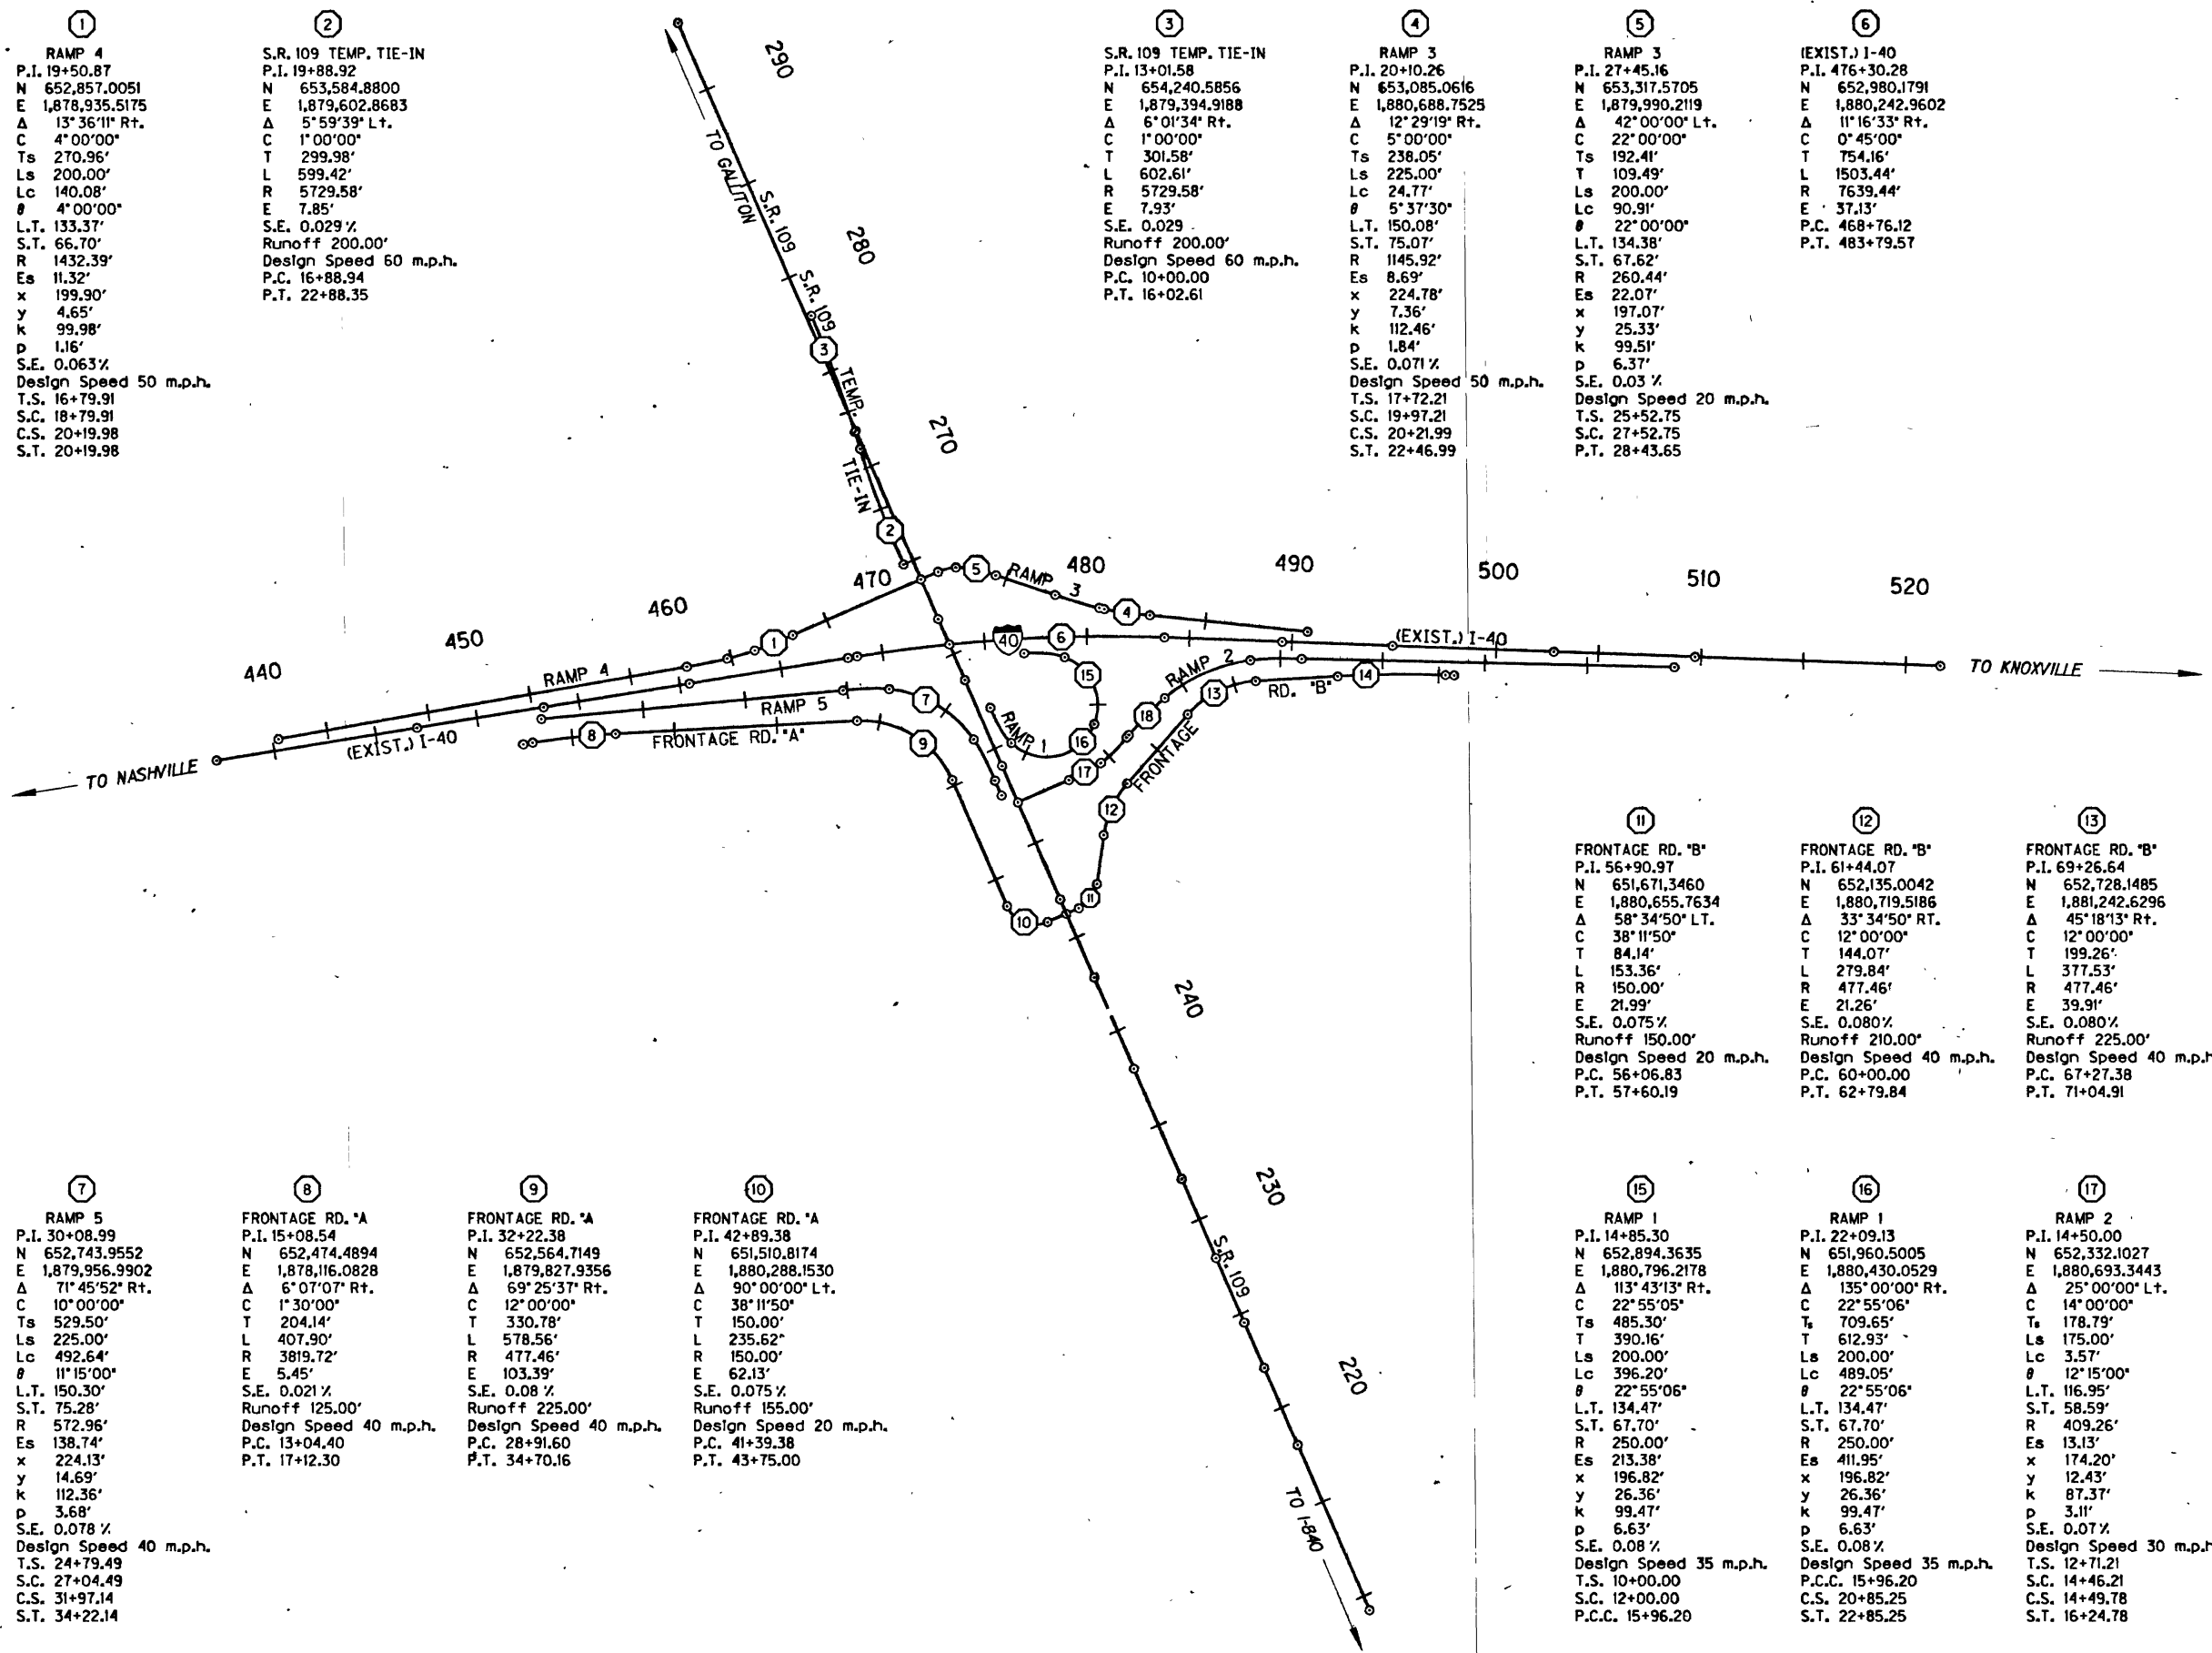 1
RAMP 4
P.I. 19+50.87
N 652,857.0051
E 1,878,935.5175
Δ 13°36'11" Rt.
C 4°00'00"
Ts 270.96'
Ls 200.00'
Lc 140.08'
θ 4°00'00"
L.T. 133.37'
S.T. 66.70'
R 1432.39'
Es 11.32'
x 199.90'
y 4.65'
k 99.98'
p 1.16'
S.E. 0.063%
Design Speed 50 m.p.h.
T.S. 16+79.91
S.C. 18+79.91
C.S. 20+19.98
S.T. 20+19.98
2
S.R. 109 TEMP. TIE-IN
P.I. 19+88.92
N 653,584.8800
E 1,879,602.8683
Δ 5°59'39" Lt.
C 1°00'00"
T 299.98'
L 599.42'
R 5729.58'
E 7.85'
S.E. 0.029 %
Runoff 200.00'
Design Speed 60 m.p.h.
P.C. 16+88.94
P.T. 22+88.35
3
S.R. 109 TEMP. TIE-IN
P.I. 13+01.58
N 654,240.5856
E 1,879,394.9188
Δ 6°01'34" Rt.
C 1°00'00"
T 301.58'
L 602.61'
R 5729.58'
E 7.93'
S.E. 0.029
Runoff 200.00'
Design Speed 60 m.p.h.
P.C. 10+00.00
P.T. 16+02.61
4
RAMP 3
P.I. 20+10.26
N 653,085.0616
E 1,880,688.7525
Δ 12°29'19" Rt.
C 5°00'00"
Ts 238.05'
Ls 225.00'
Lc 24.77'
θ 5°37'30"
L.T. 150.08'
S.T. 75.07'
R 1145.92'
Es 8.69'
x 224.78'
y 7.36'
k 112.46'
p 1.84'
S.E. 0.071 %
Design Speed 50 m.p.h.
T.S. 17+72.21
S.C. 19+97.21
C.S. 20+21.99
S.T. 22+46.99
5
RAMP 3
P.I. 27+45.16
N 653,317.5705
E 1,879,990.2119
Δ 42°00'00" Lt.
C 22°00'00"
Ts 192.41'
T 109.49'
Ls 200.00'
Lc 90.91'
θ 22°00'00"
L.T. 134.38'
S.T. 67.62'
R 260.44'
Es 22.07'
x 197.07'
y 25.33'
k 99.51'
p 6.37'
S.E. 0.03 %
Design Speed 20 m.p.h.
T.S. 25+52.75
S.C. 27+52.75
P.T. 28+43.65
6
(EXIST.) I-40
P.I. 476+30.28
N 652,980.1791
E 1,880,242.9602
Δ 11°16'33" Rt.
C 0°45'00"
T 754.16'
L 1503.44'
R 7639.44'
E 37.13'
P.C. 468+76.12
P.T. 483+79.57
290
TO GALLITON
S.R. 109
280
S.R. 109
3
TEMP.
270
TIE-IN
2
440
450
460
470
480
490
500
510
520
5
RAMP 3
4
1
RAMP 4
40
6
(EXIST.) I-40
TO KNOXVILLE
RAMP 2
15
14
13
RD. "B"
RAMP 5
7
18
RAMP 1
16
8
FRONTAGE RD. "A"
9
(EXIST.) I-40
TO NASHVILLE
17
FRONTAGE
12
11
10
240
230
S.R. 109
220
TO I-840
11
FRONTAGE RD. "B"
P.I. 56+90.97
N 651,671.3460
E 1,880,655.7634
Δ 58°34'50" LT.
C 38°11'50"
T 84.14'
L 153.36'
R 150.00'
E 21.99'
S.E. 0.075%
Runoff 150.00'
Design Speed 20 m.p.h.
P.C. 56+06.83
P.T. 57+60.19
12
FRONTAGE RD. "B"
P.I. 61+44.07
N 652,135.0042
E 1,880,719.5186
Δ 33°34'50" RT.
C 12°00'00"
T 144.07'
L 279.84'
R 477.46'
E 21.26'
S.E. 0.080%
Runoff 210.00"
Design Speed 40 m.p.h.
P.C. 60+00.00
P.T. 62+79.84
13
FRONTAGE RD. "B"
P.I. 69+26.64
N 652,728.1485
E 1,881,242.6296
Δ 45°18'13" Rt.
C 12°00'00"
T 199.26'
L 377.53'
R 477.46'
E 39.91'
S.E. 0.080%
Runoff 225.00'
Design Speed 40 m.p.h
P.C. 67+27.38
P.T. 71+04.91
7
RAMP 5
P.I. 30+08.99
N 652,743.9552
E 1,879,956.9902
Δ 71°45'52" Rt.
C 10°00'00"
Ts 529.50'
Ls 225.00'
Lc 492.64'
θ 11°15'00"
L.T. 150.30'
S.T. 75.28'
R 572.96'
Es 138.74'
x 224.13'
y 14.69'
k 112.36'
p 3.68'
S.E. 0.078 %
Design Speed 40 m.p.h.
T.S. 24+79.49
S.C. 27+04.49
C.S. 31+97.14
S.T. 34+22.14
8
FRONTAGE RD. "A
P.I. 15+08.54
N 652,474.4894
E 1,878,116.0828
Δ 6°07'07" Rt.
C 1°30'00"
T 204.14'
L 407.90'
R 3819.72'
E 5.45'
S.E. 0.021 %
Runoff 125.00'
Design Speed 40 m.p.h.
P.C. 13+04.40
P.T. 17+12.30
9
FRONTAGE RD. "A
P.I. 32+22.38
N 652,564.7149
E 1,879,827.9356
Δ 69°25'37" Rt.
C 12°00'00"
T 330.78'
L 578.56'
R 477.46'
E 103.39'
S.E. 0.08 %
Runoff 225.00'
Design Speed 40 m.p.h.
P.C. 28+91.60
P.T. 34+70.16
10
FRONTAGE RD. "A
P.I. 42+89.38
N 651,510.8174
E 1,880,288.1530
Δ 90°00'00" Lt.
C 38°11'50"
T 150.00'
L 235.62"
R 150.00'
E 62.13'
S.E. 0.075 %
Runoff 155.00'
Design Speed 20 m.p.h.
P.C. 41+39.38
P.T. 43+75.00
15
RAMP 1
P.I. 14+85.30
N 652,894.3635
E 1,880,796.2178
Δ 113°43'13" Rt.
C 22°55'05"
Ts 485.30'
T 390.16'
Ls 200.00'
Lc 396.20'
θ 22°55'06"
L.T. 134.47'
S.T. 67.70'
R 250.00'
Es 213.38'
x 196.82'
y 26.36'
k 99.47'
p 6.63'
S.E. 0.08 %
Design Speed 35 m.p.h.
T.S. 10+00.00
S.C. 12+00.00
P.C.C. 15+96.20
16
RAMP 1
P.I. 22+09.13
N 651,960.5005
E 1,880,430.0529
Δ 135°00'00" Rt.
C 22°55'06"
Ts 709.65'
T 612.93'
Ls 200.00'
Lc 489.05'
θ 22°55'06"
L.T. 134.47'
S.T. 67.70'
R 250.00'
Es 411.95'
x 196.82'
y 26.36'
k 99.47'
p 6.63'
S.E. 0.08%
Design Speed 35 m.p.h.
P.C.C. 15+96.20
C.S. 20+85.25
S.T. 22+85.25
17
RAMP 2
P.I. 14+50.00
N 652,332.1027
E 1,880,693.3443
Δ 25°00'00" Lt.
C 14°00'00"
Ts 178.79'
Ls 175.00'
Lc 3.57'
θ 12°15'00"
L.T. 116.95'
S.T. 58.59'
R 409.26'
Es 13.13'
x 174.20'
y 12.43'
k 87.37'
p 3.11'
S.E. 0.07%
Design Speed 30 m.p.h
T.S. 12+71.21
S.C. 14+46.21
C.S. 14+49.78
S.T. 16+24.78